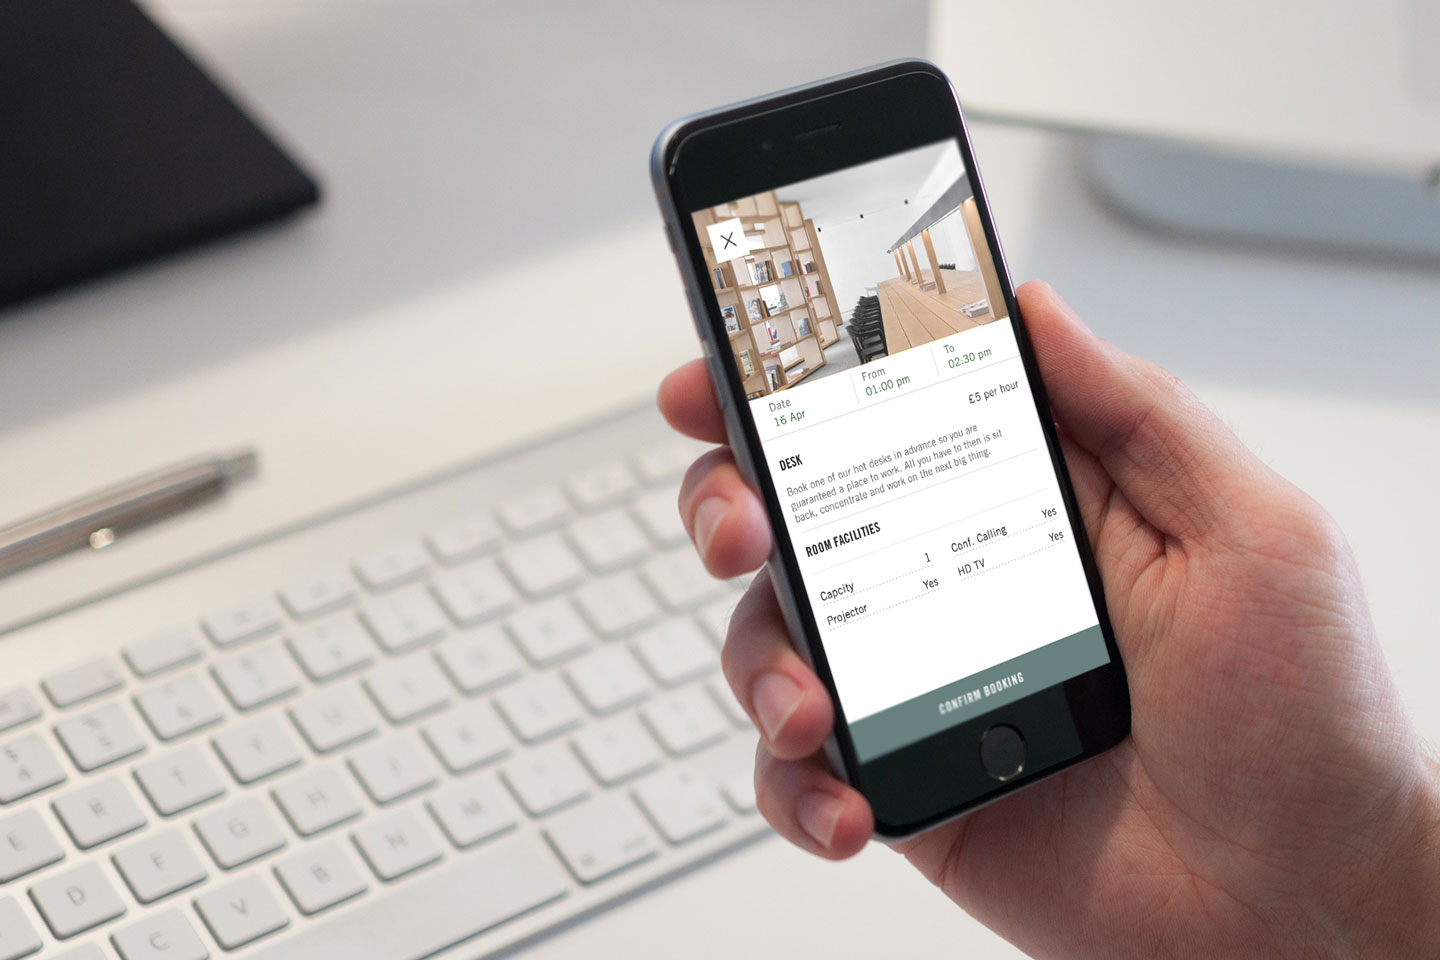 Date
16 Apr
From
01:00 pm
To
02:30 pm
£5 per hour
DESK
Book one of our hot desks in advance so you are
guaranteed a place to work. All you have to then is sit
back, concentrate and work on the next big thing.
ROOM FACILITIES
Capcity 1
Conf. Calling Yes
Projector Yes
HD TV Yes
CONFIRM BOOKING
E
R
T
Y
D
F
G
H
J
C
V
B
N
M
K